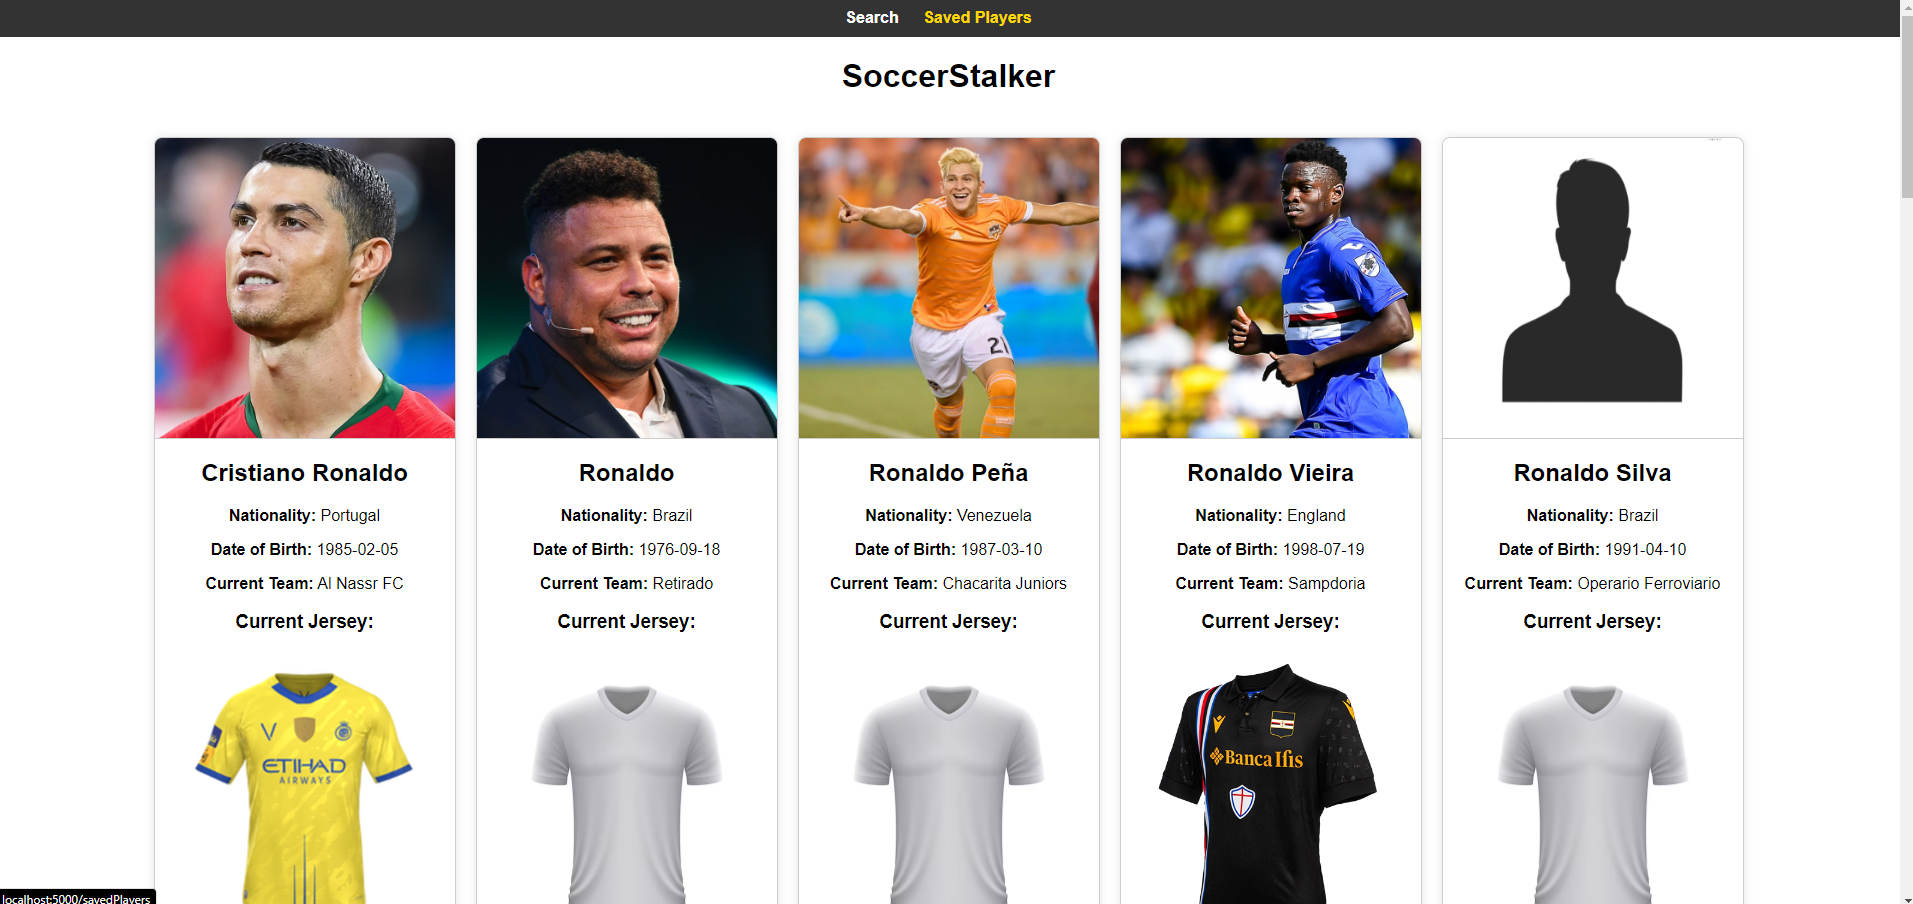 Search Saved Players
SoccerStalker
21
Cristiano Ronaldo
Nationality: Portugal
Date of Birth: 1985-02-05
Current Team: Al Nassr FC
Current Jersey:
ETIHAD
AIRWAYS
Ronaldo
Nationality: Brazil
Date of Birth: 1976-09-18
Current Team: Retirado
Current Jersey:
Ronaldo Peña
Nationality: Venezuela
Date of Birth: 1987-03-10
Current Team: Chacarita Juniors
Current Jersey:
Ronaldo Vieira
Nationality: England
Date of Birth: 1998-07-19
Current Team: Sampdoria
Current Jersey:
Banca Ifis
Ronaldo Silva
Nationality: Brazil
Date of Birth: 1991-04-10
Current Team: Operario Ferroviario
Current Jersey:
localhost:5000/savedPlayers